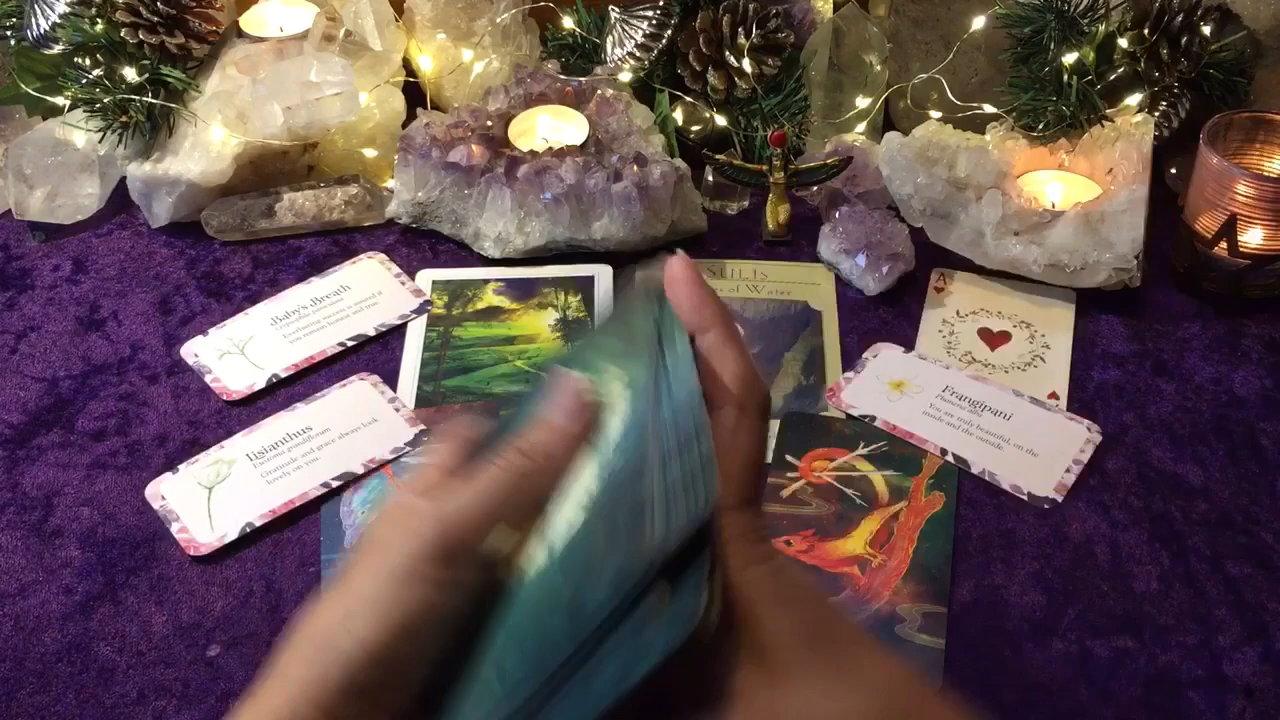 Baby's Breath
Gypsophila paniculata
Everlasting success is assured if
you remain honest and true.
SULIS
of Water
A
Lisianthus
Eustoma grandiflorum
Gratitude and grace always look
lovely on you.
Frangipani
Plumeria alba
You are truly beautiful, on the
inside and the outside.